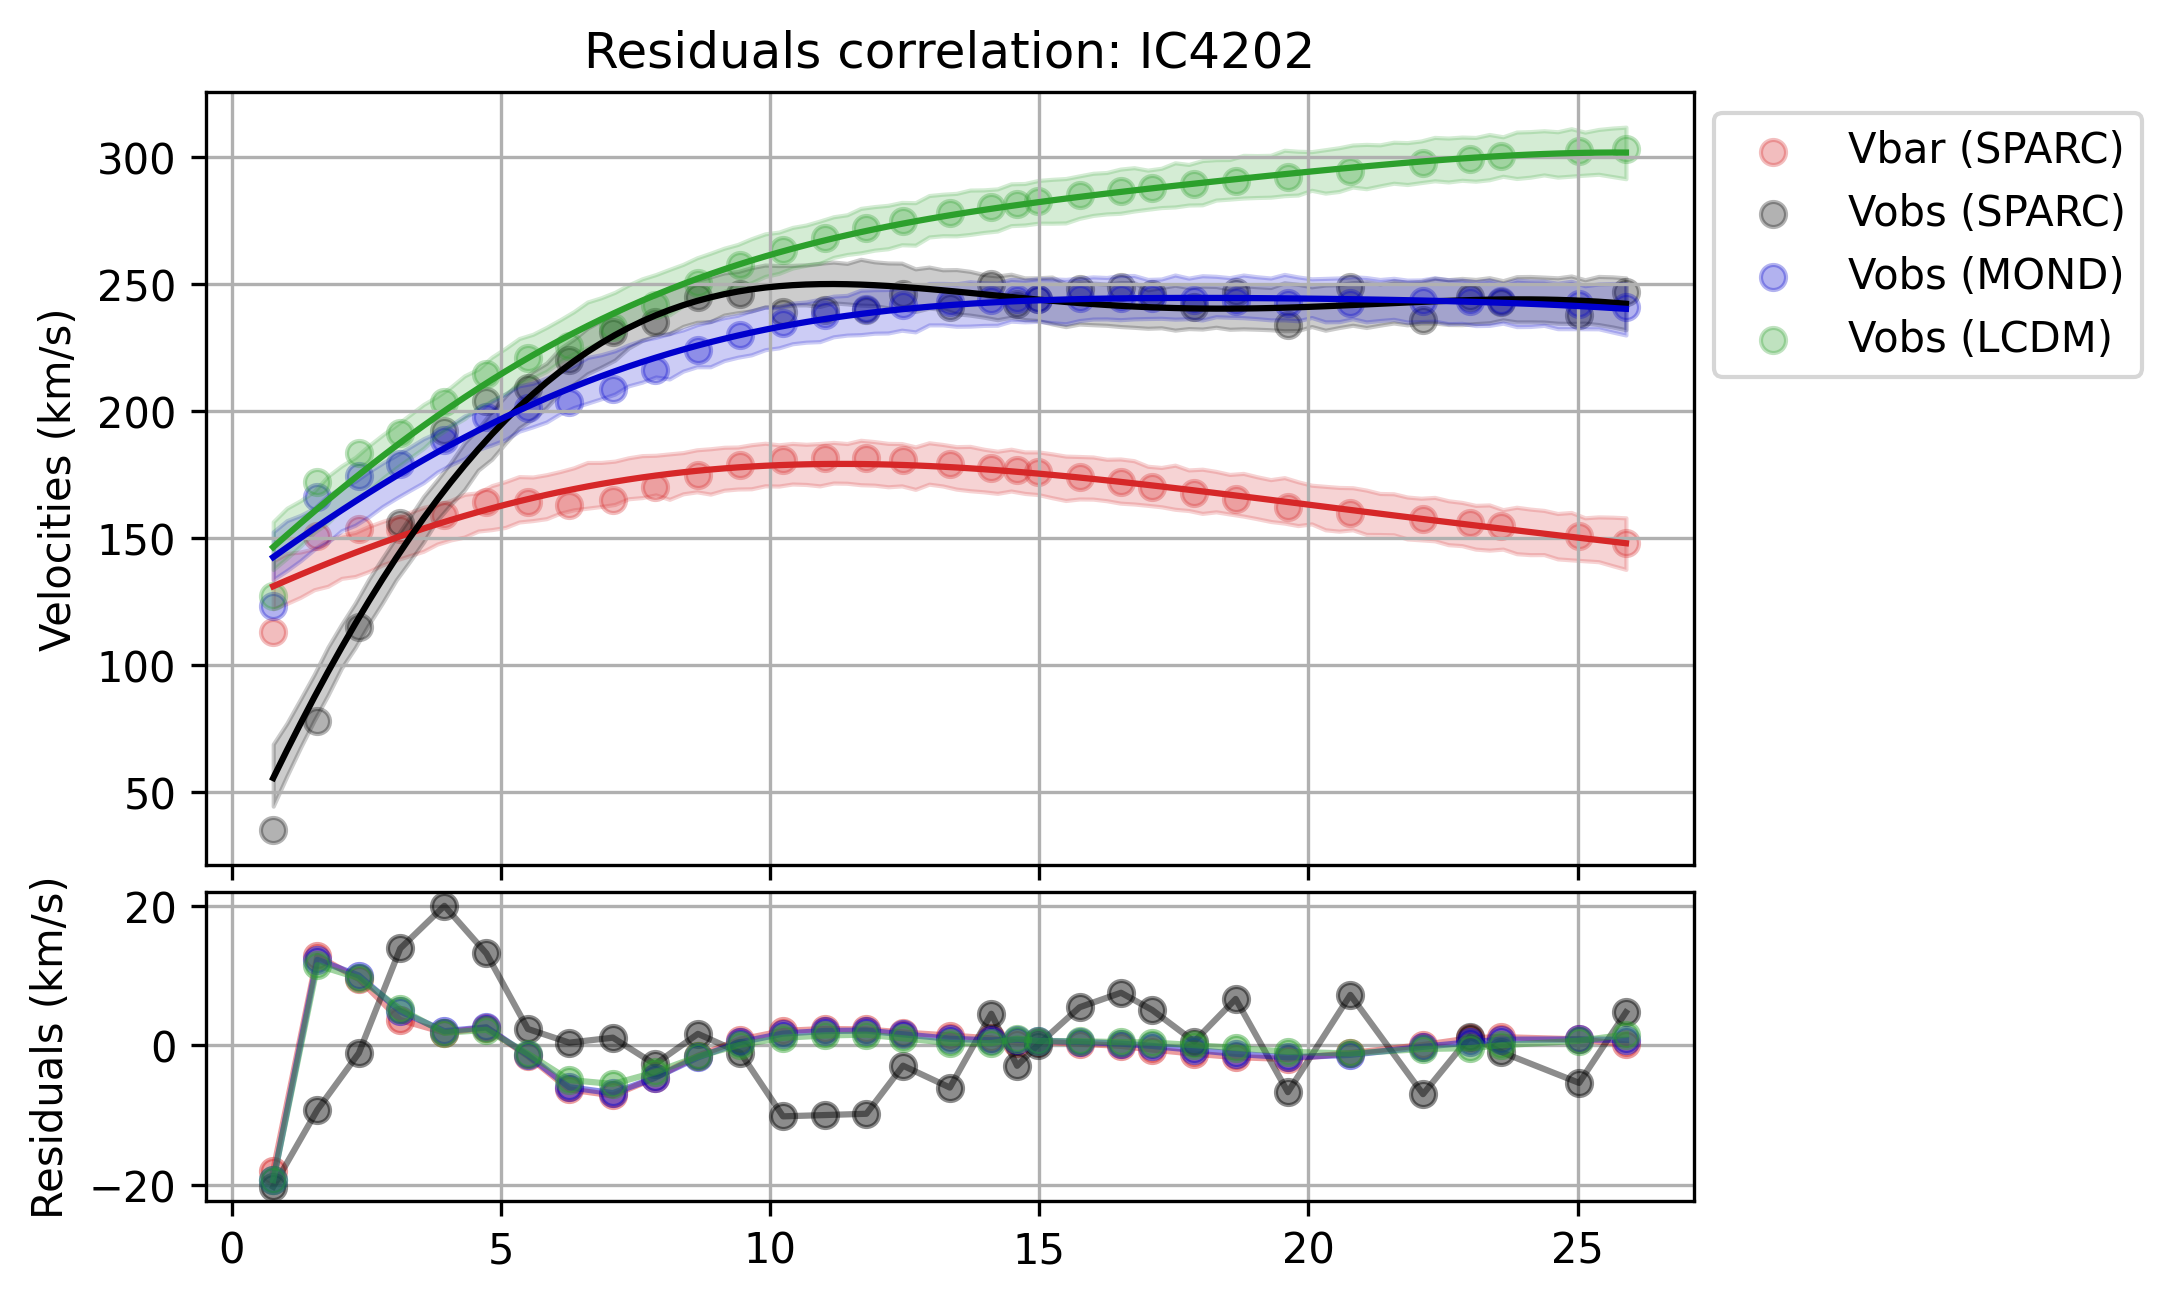 Residuals correlation: IC4202
Velocities (km/s)
300
250
200
150
100
50
Vbar (SPARC)
Vobs (SPARC)
Vobs (MOND)
Vobs (LCDM)
Residuals (km/s)
20
0
−20
0 5 10 15 20 25